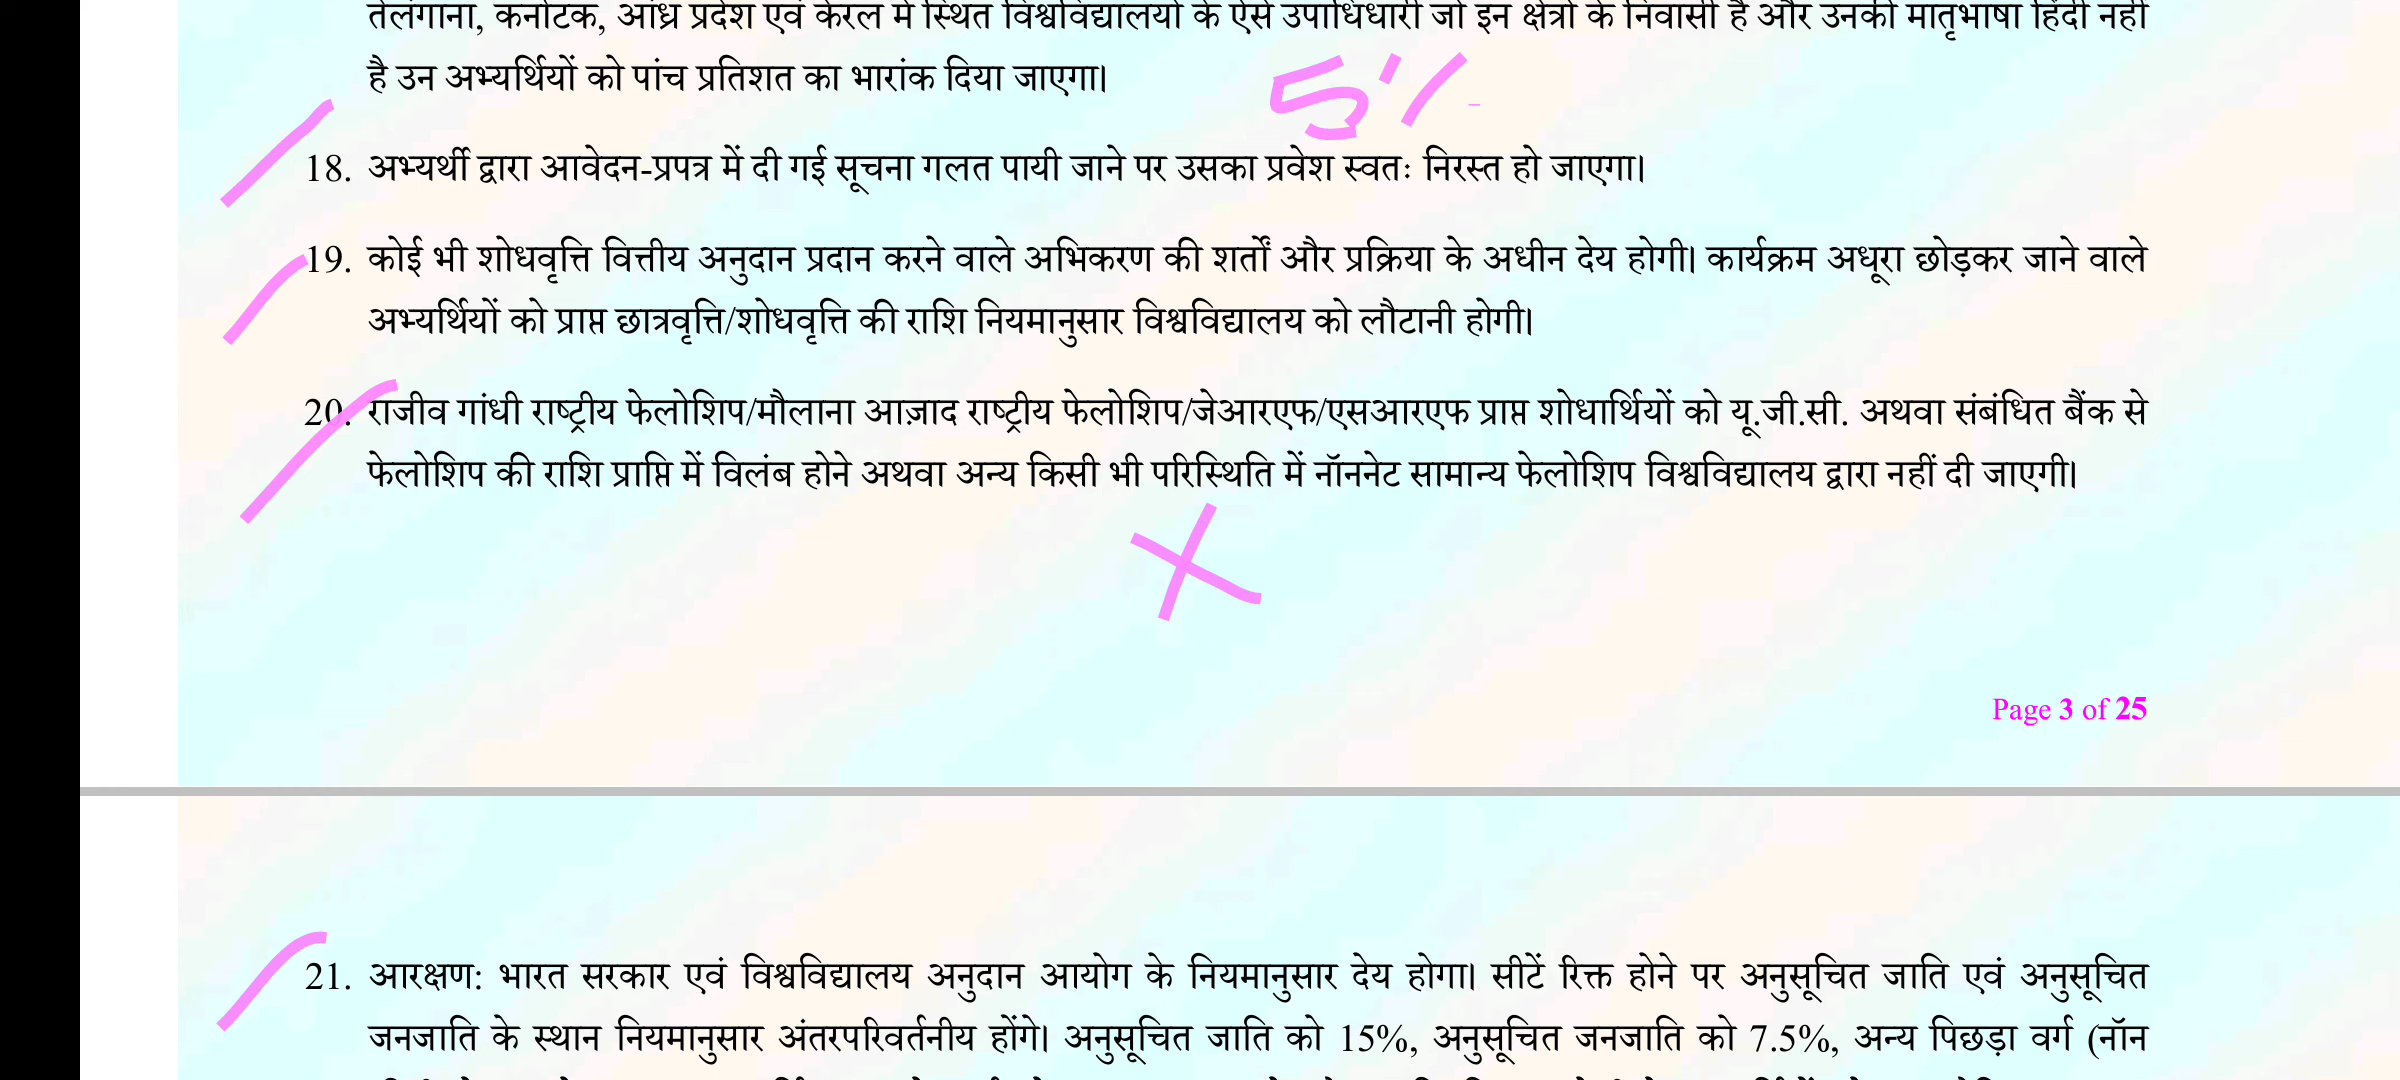 तेलंगाना, कर्नाटक, आंध्र प्रदेश एवं केरल में स्थित विश्वविद्यालयों के ऐसे उपाधिधारी जो इन क्षेत्रों के निवासी हैं और उनकी मातृभाषा हिंदी नहीं
है उन अभ्यर्थियों को पांच प्रतिशत का भारांक दिया जाएगा।
5%
18. अभ्यर्थी द्वारा आवेदन-प्रपत्र में दी गई सूचना गलत पायी जाने पर उसका प्रवेश स्वतः निरस्त हो जाएगा।
19. कोई भी शोधवृत्ति वित्तीय अनुदान प्रदान करने वाले अभिकरण की शर्तों और प्रक्रिया के अधीन देय होगी। कार्यक्रम अधूरा छोड़कर जाने वाले
अभ्यर्थियों को प्राप्त छात्रवृत्ति/शोधवृत्ति की राशि नियमानुसार विश्वविद्यालय को लौटानी होगी।
20. राजीव गांधी राष्ट्रीय फेलोशिप/मौलाना आज़ाद राष्ट्रीय फेलोशिप/जेआरएफ/एसआरएफ प्राप्त शोधार्थियों को यू.जी.सी. अथवा संबंधित बैंक से
फेलोशिप की राशि प्राप्ति में विलंब होने अथवा अन्य किसी भी परिस्थिति में नॉननेट सामान्य फेलोशिप विश्वविद्यालय द्वारा नहीं दी जाएगी।
Page 3 of 25
21. आरक्षण: भारत सरकार एवं विश्वविद्यालय अनुदान आयोग के नियमानुसार देय होगा। सीटें रिक्त होने पर अनुसूचित जाति एवं अनुसूचित
जनजाति के स्थान नियमानुसार अंतरपरिवर्तनीय होंगे। अनुसूचित जाति को 15%, अनुसूचित जनजाति को 7.5%, अन्य पिछड़ा वर्ग (नॉन